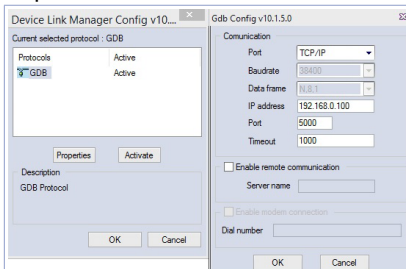 Device Link Manager Config v10....
Current selected protocol : GDB
Protocols Active
GDB Active
Properties Activate
Description
GDB Protocol
OK Cancel
Gdb Config v10.1.5.0
Comunication
Port TCP/IP
Baudrate 38400
Data frame N.8.1
IP address 192.168.0.100
Port 5000
Timeout 1000
Enable remote communication
Server name
Enable modem connection
Dial number
OK Cancel